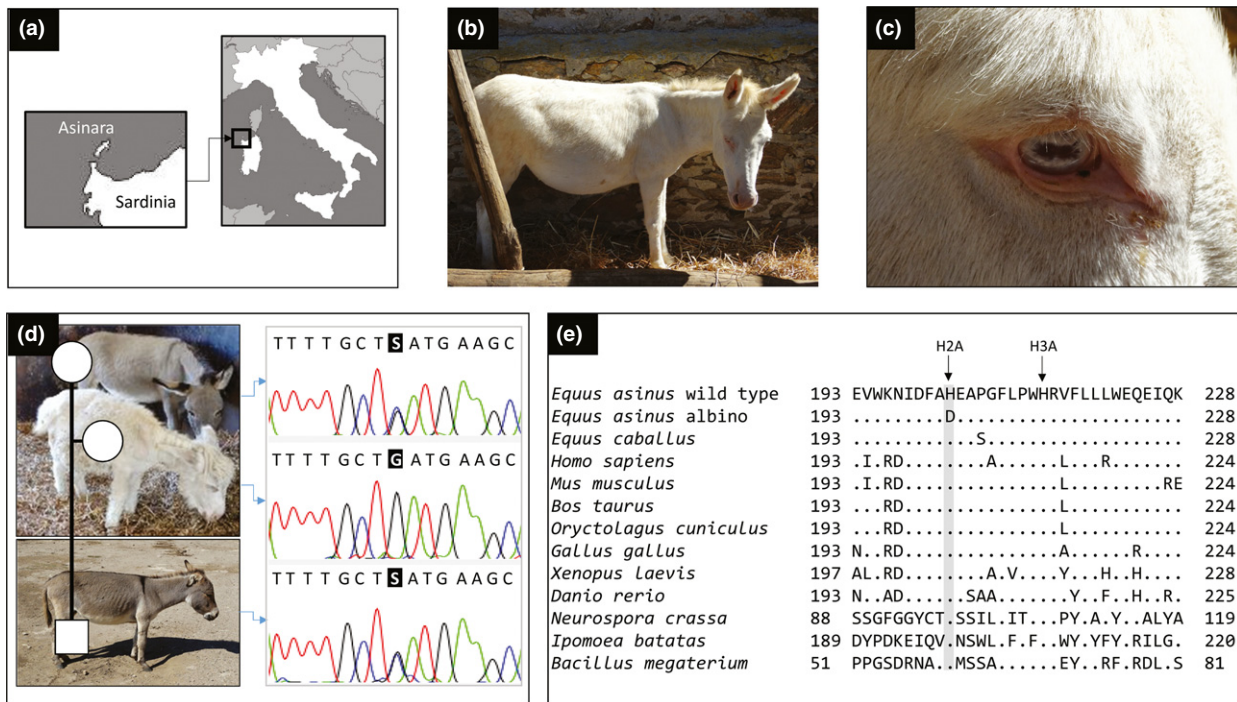 (a)
Asinara
Sardinia
(b)
(c)
(d)
T T T T G C T S A T G A A G C
T T T T G C T G A T G A A G C
T T T T G C T S A T G A A G C
(e)
H2A H3A
Equus asinus wild type 193 EVWKNIDFAHEAPGFLPWHRVFLLLWEQEIQK 228
Equus asinus albino 193 .........D...................... 228
Equus caballus 193 ............S................... 228
Homo sapiens 193 .I.RD........A......L...R....... 224
Mus musculus 193 .I.RD...............L.........RE 224
Bos taurus 193 ...RD...............L........... 224
Oryctolagus cuniculus 193 ...RD...............L........... 224
Gallus gallus 193 N..RD...............A......R.... 224
Xenopus laevis 197 AL.RD........A.V....Y...H..H.... 228
Danio rerio 193 N..AD......SAA.......Y..F..H..R. 225
Neurospora crassa 88 SSGFGGYCT.SSIL.IT...PY.A.Y..ALYA 119
Ipomoea batatas 189 DYPDKEIQV.NSWL.F.F..WY.YFY.RILG. 220
Bacillus megaterium 51 PPGSDRNA..MSSA......EY..RF.RDL.S 81